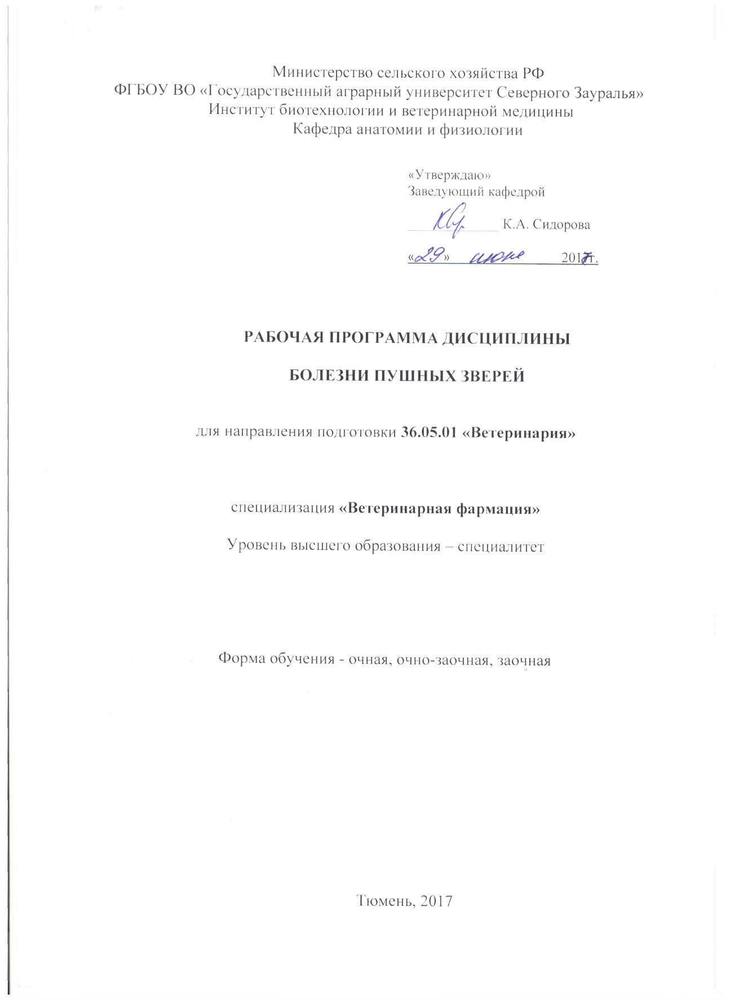 Министерство сельского хозяйства РФ
ФГБОУ ВО «Государственный аграрный университет Северного Зауралья»
Институт биотехнологии и ветеринарной медицины
Кафедра анатомии и физиологии
«Утверждаю»
Заведующий кафедрой
К.А. Сидорова
«29» июня 2017г.
РАБОЧАЯ ПРОГРАММА ДИСЦИПЛИНЫ
БОЛЕЗНИ ПУШНЫХ ЗВЕРЕЙ
для направления подготовки 36.05.01 «Ветеринария»
специализация «Ветеринарная фармация»
Уровень высшего образования – специалитет
Форма обучения - очная, очно-заочная, заочная
Тюмень, 2017